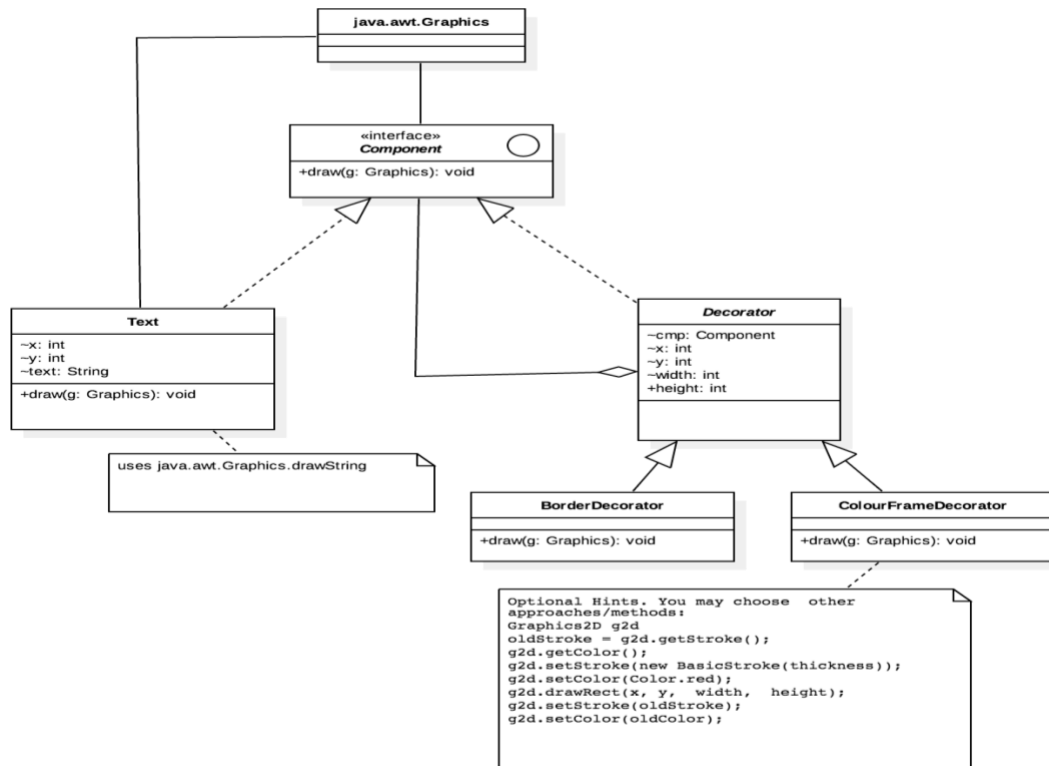 java.awt.Graphics
«interface»
Component
+draw(g: Graphics): void
Text
~x: int
~y: int
~text: String
+draw(g: Graphics): void
uses java.awt.Graphics.drawString
Decorator
~cmp: Component
~x: int
~y: int
~width: int
+height: int
BorderDecorator
+draw(g: Graphics): void
ColourFrameDecorator
+draw(g: Graphics): void
Optional Hints. You may choose other
approaches/methods:
Graphics2D g2d
oldStroke = g2d.getStroke();
g2d.getColor();
g2d.setStroke(new BasicStroke(thickness));
g2d.setColor(Color.red);
g2d.drawRect(x, y, width, height);
g2d.setStroke(oldStroke);
g2d.setColor(oldColor);